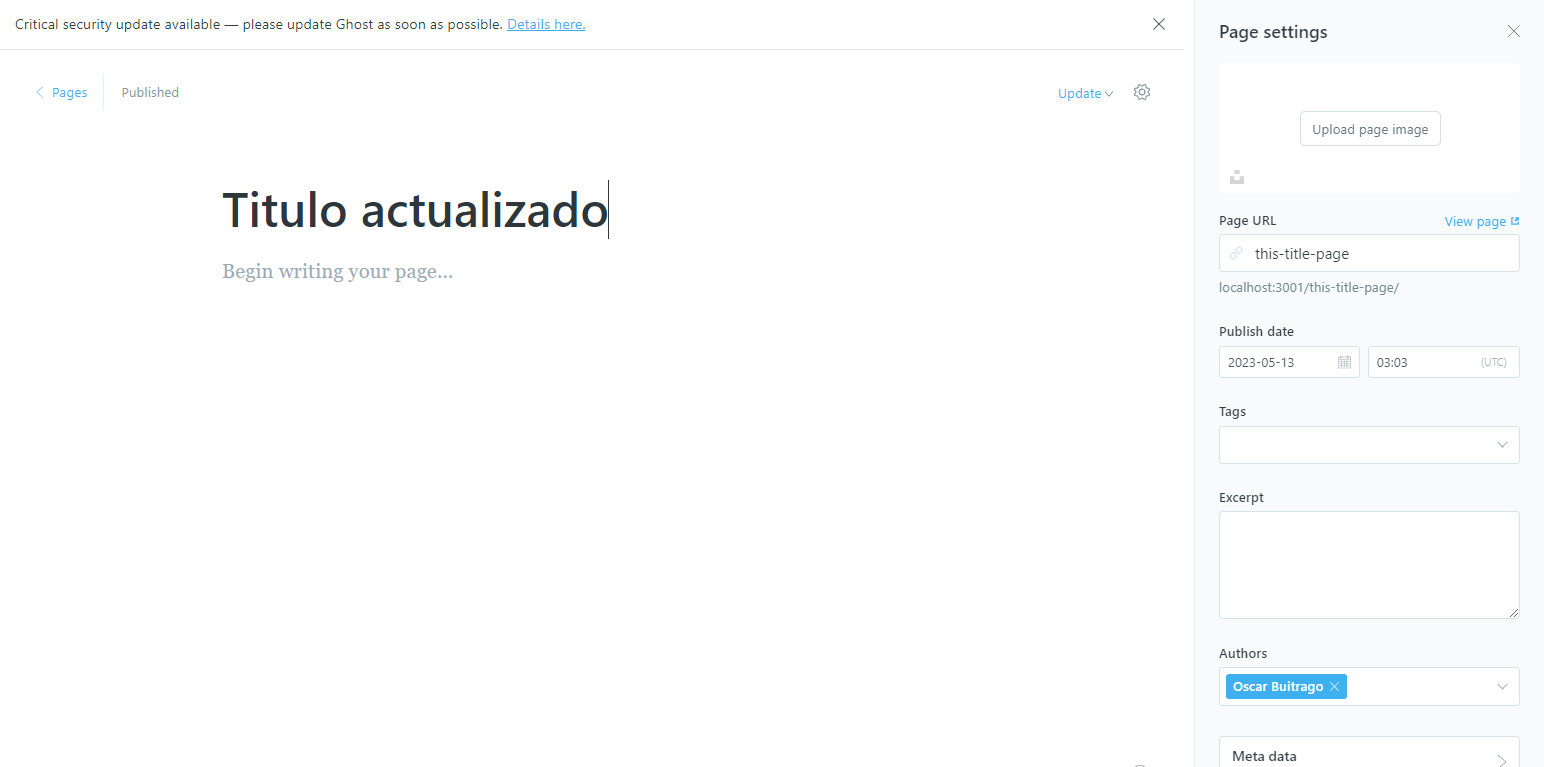 Critical security update available — please update Ghost as soon as possible. Details here.
Pages
Published
Update
Titulo actualizado
Begin writing your page...
Page settings
Upload page image
Page URL
View page
this-title-page
localhost:3001/this-title-page/
Publish date
2023-05-13
03:03
(UTC)
Tags
Excerpt
Authors
Oscar Buitrago
Meta data